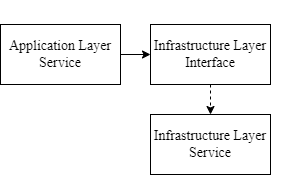 Application Layer
Service
Infrastructure Layer
Interface
Infrastructure Layer
Service